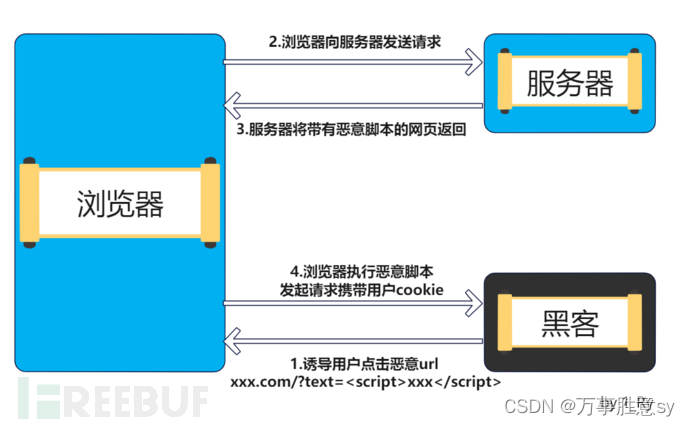 2.浏览器向服务器发送请求
服务器
3.服务器将带有恶意脚本的网页返回
浏览器
4.浏览器执行恶意脚本
发起请求携带用户cookie
黑客
1.诱导用户点击恶意url
xxx.com/?text=<script>xxx</script>
FREEBUF
CSDN @万事胜意sy